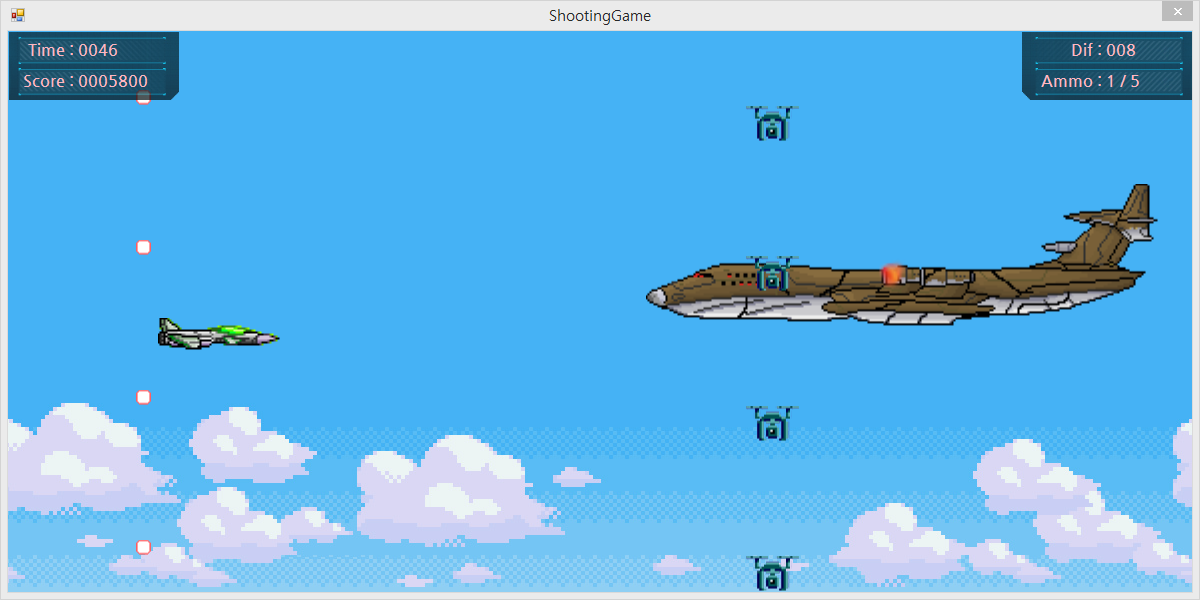 ShootingGame
Time : 0046
Score : 0005800
Dif : 008
Ammo : 1 / 5